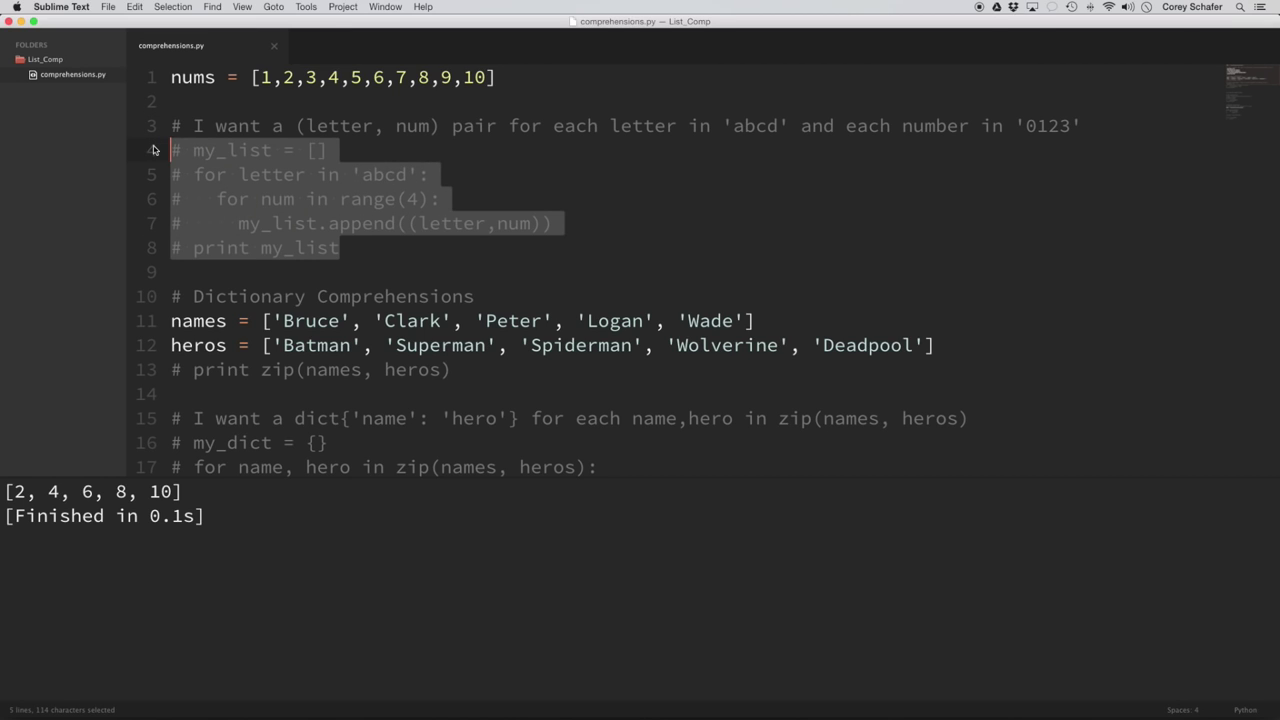 Sublime Text File Edit Selection Find View Goto Tools Project Window Help Corey Schafer
comprehensions.py — List_Comp
FOLDERS
List_Comp
comprehensions.py
comprehensions.py
1 nums = [1,2,3,4,5,6,7,8,9,10]
2
3 # I want a (letter, num) pair for each letter in 'abcd' and each number in '0123'
4 # my_list = []
5 # for letter in 'abcd':
6 #   for num in range(4):
7 #     my_list.append((letter,num))
8 # print my_list
9
10 # Dictionary Comprehensions
11 names = ['Bruce', 'Clark', 'Peter', 'Logan', 'Wade']
12 heros = ['Batman', 'Superman', 'Spiderman', 'Wolverine', 'Deadpool']
13 # print zip(names, heros)
14
15 # I want a dict{'name': 'hero'} for each name,hero in zip(names, heros)
16 # my_dict = {}
17 # for name, hero in zip(names, heros):
[2, 4, 6, 8, 10]
[Finished in 0.1s]
5 lines, 114 characters selected Spaces: 4 Python